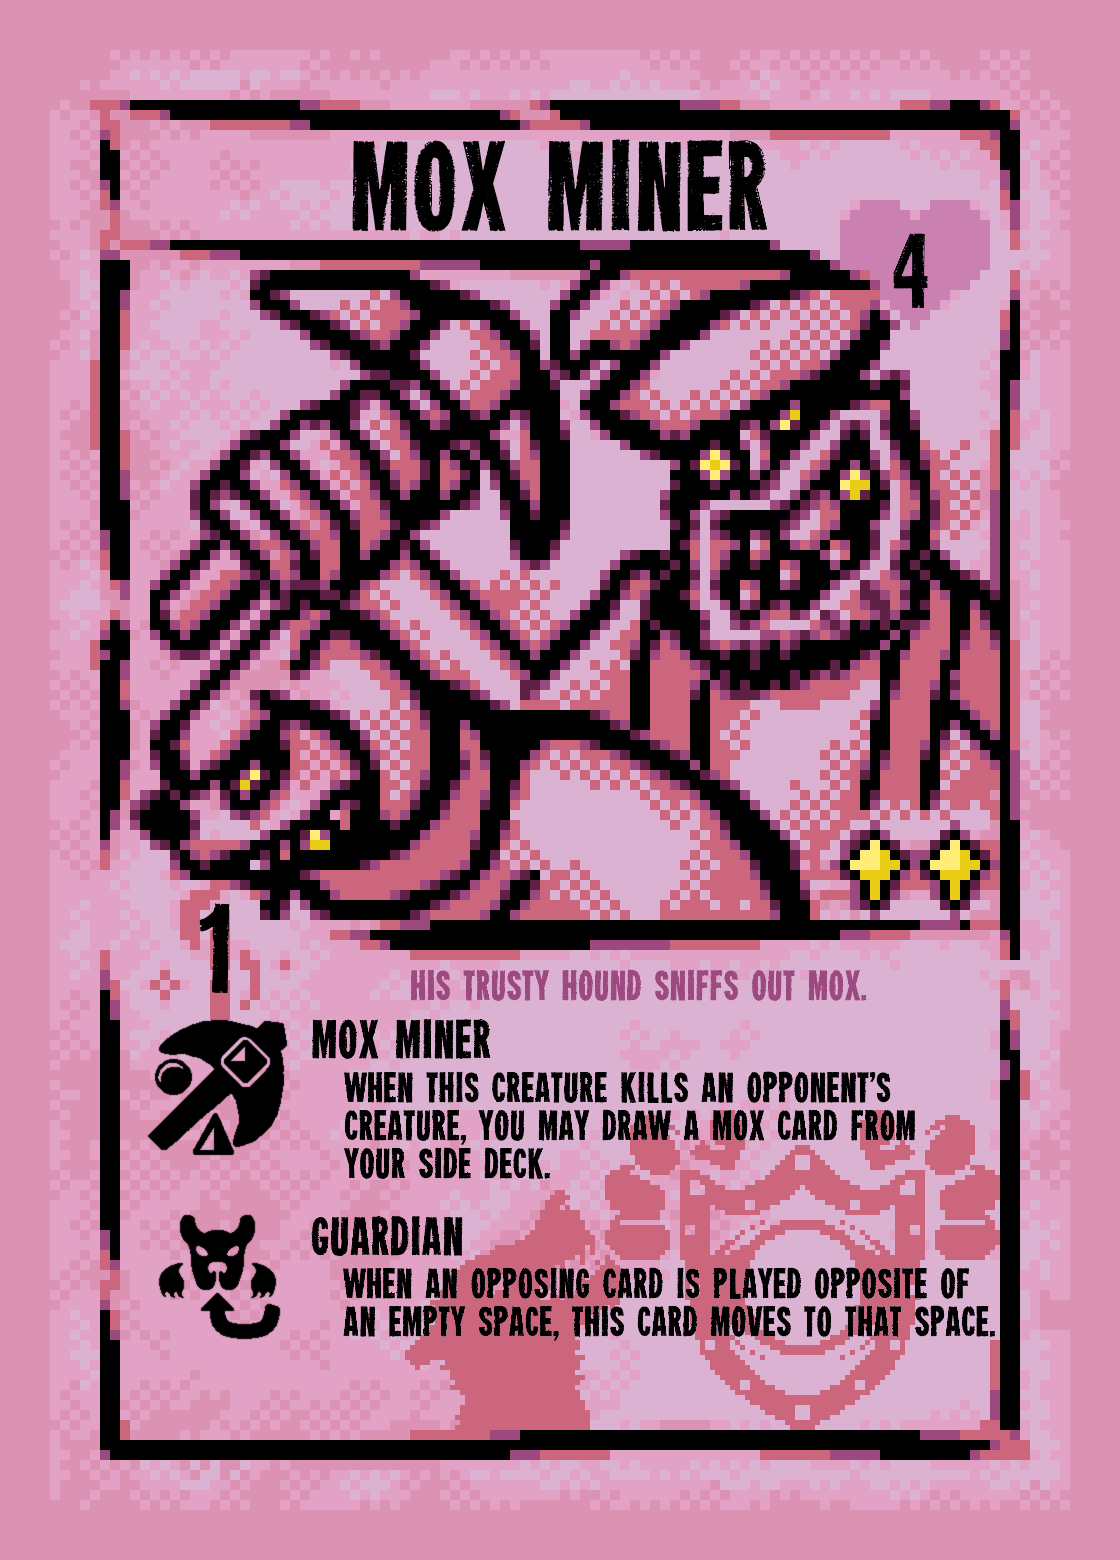 MOX MINER
4
1
HIS TRUSTY HOUND SNIFFS OUT MOX.
MOX MINER
WHEN THIS CREATURE KILLS AN OPPONENT'S
CREATURE, YOU MAY DRAW A MOX CARD FROM
YOUR SIDE DECK.
GUARDIAN
WHEN AN OPPOSING CARD IS PLAYED OPPOSITE OF
AN EMPTY SPACE, THIS CARD MOVES TO THAT SPACE.